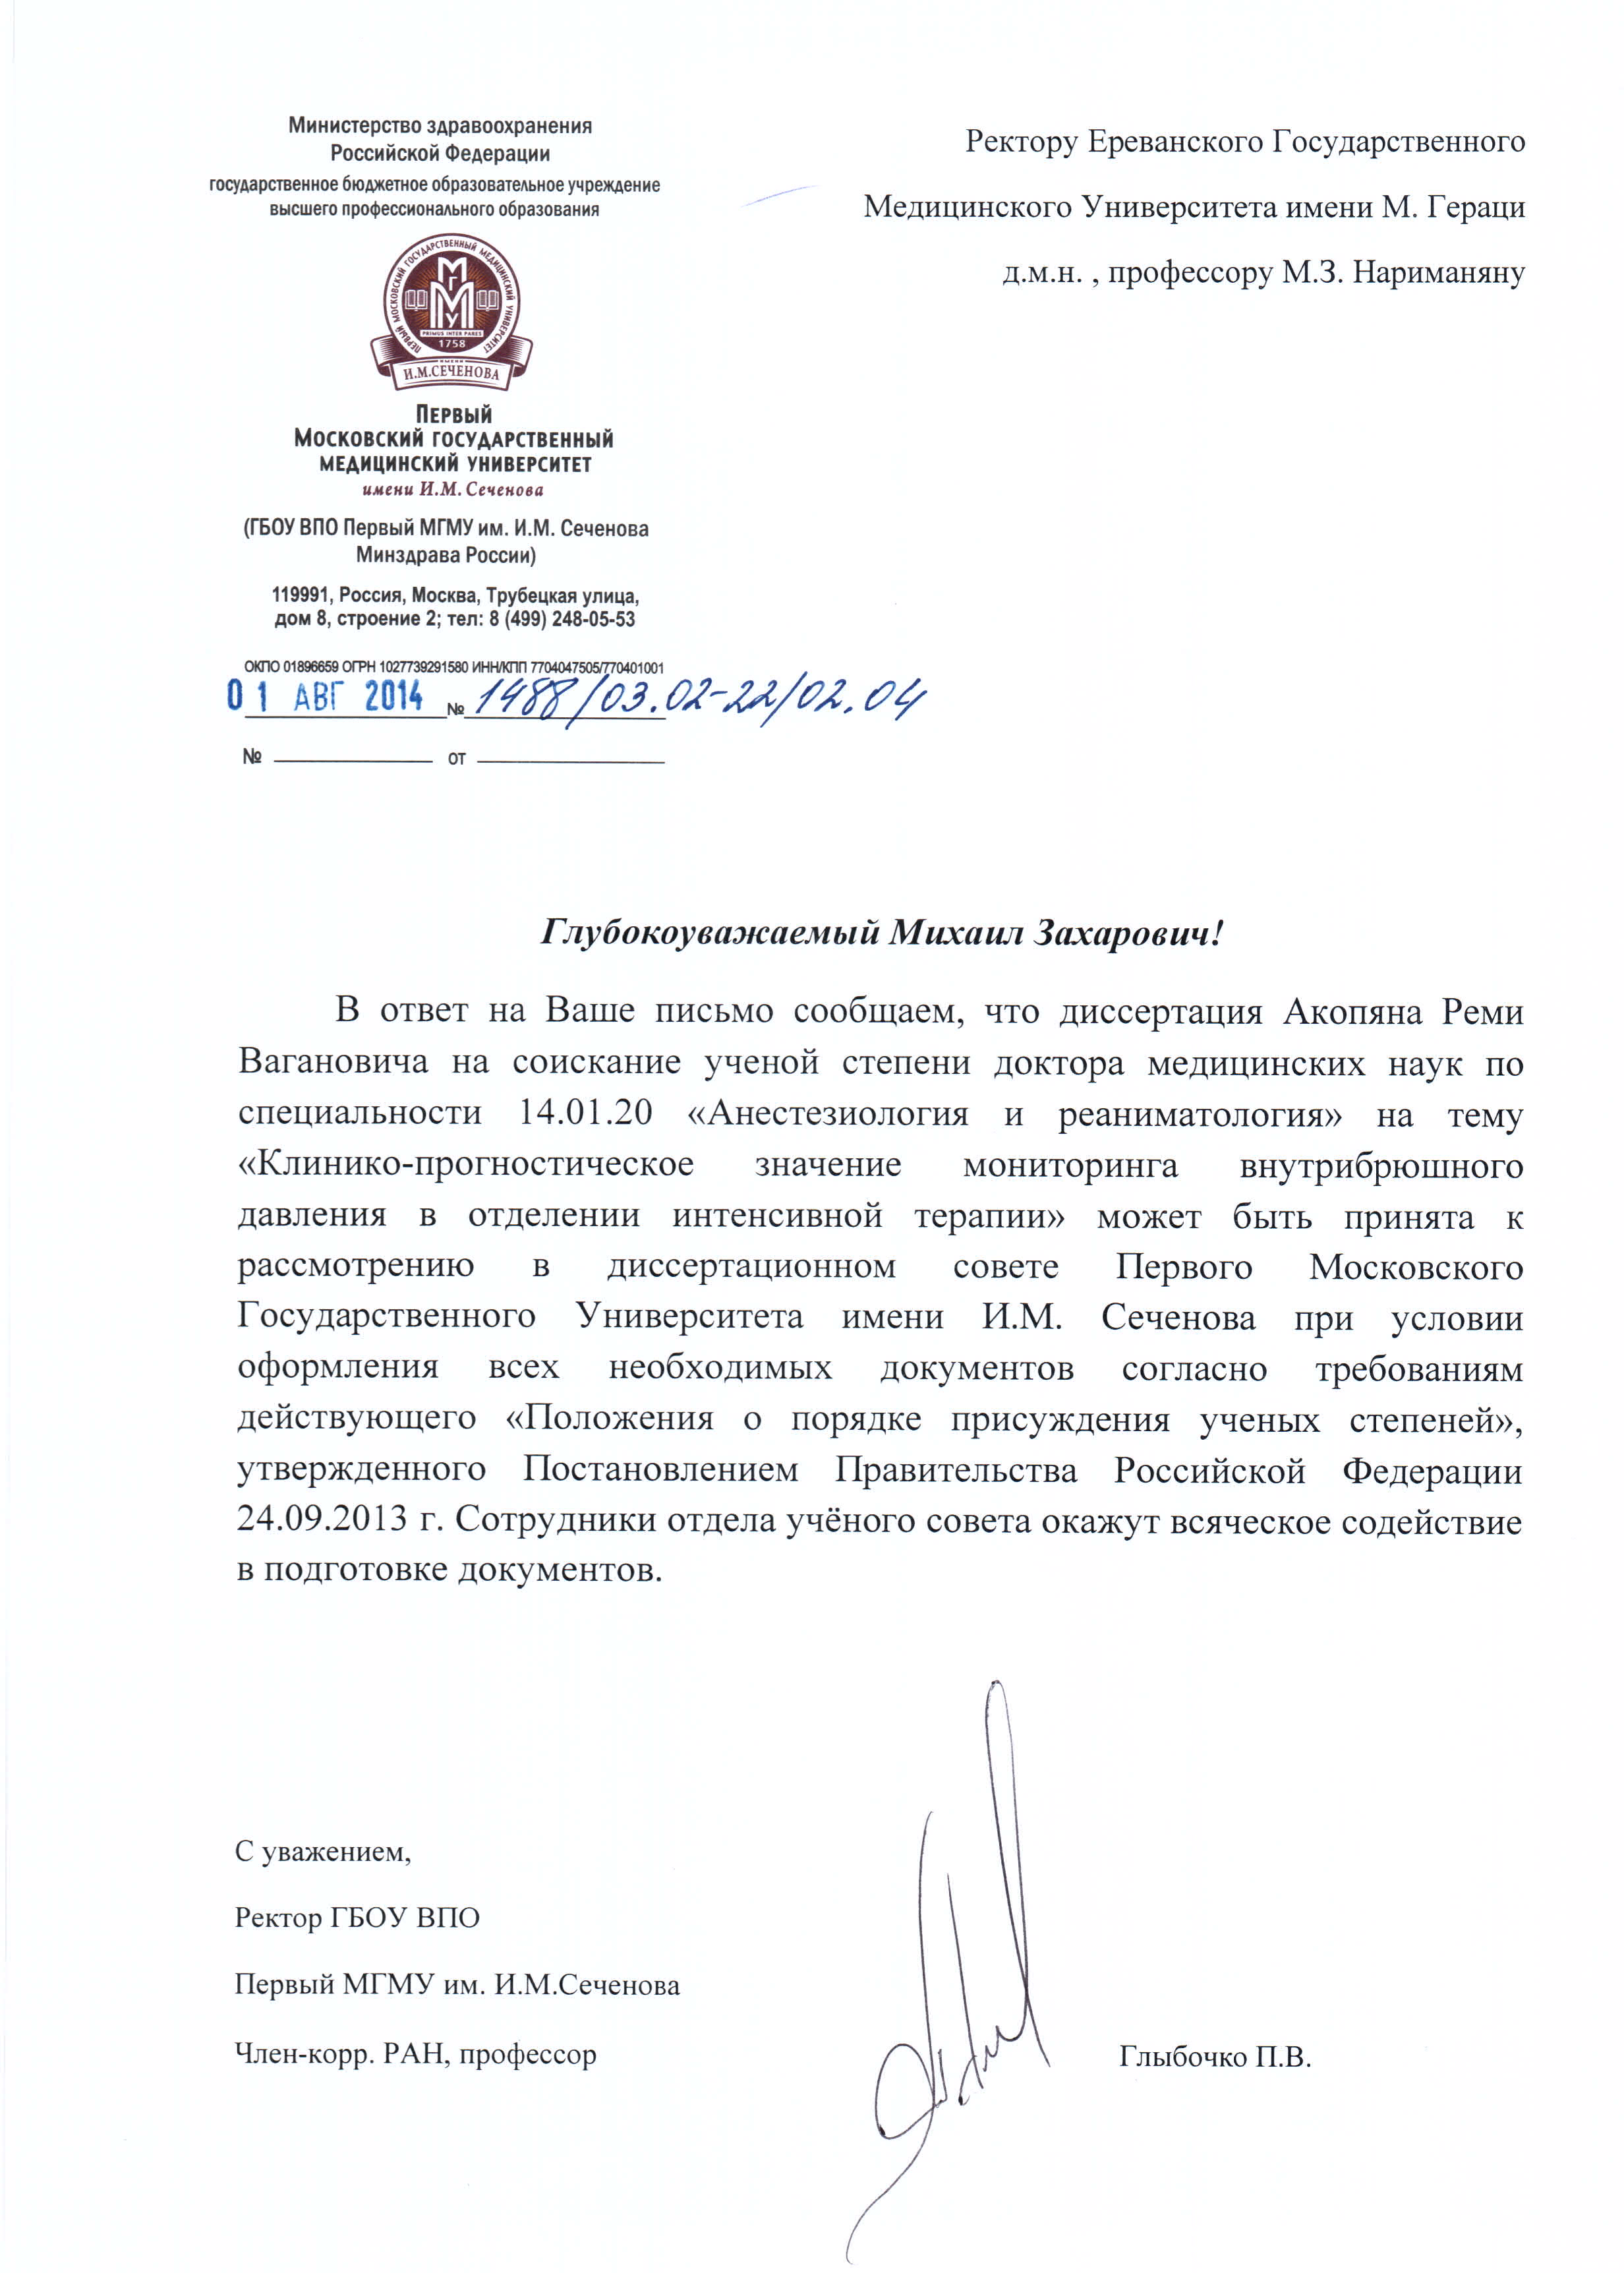 Министерство здравоохранения
Российской Федерации
государственное бюджетное образовательное учреждение
высшего профессионального образования
ПЕРВЫЙ МОСКОВСКИЙ ГОСУДАРСТВЕННЫЙ МЕДИЦИНСКИЙ УНИВЕРСИТЕТ
М
Г
М
У
PRIMUS INTER PARES
1758
ИМЕНИ
И.М.СЕЧЕНОВА
Первый
Московский государственный
медицинский университет
имени И.М. Сеченова
(ГБОУ ВПО Первый МГМУ им. И.М. Сеченова
Минздрава России)
119991, Россия, Москва, Трубецкая улица,
дом 8, строение 2; тел: 8 (499) 248-05-53
ОКПО 01896659 ОГРН 1027739291580 ИНН/КПП 7704047505/770401001
01 АВГ 2014 № 1488/03.02-22/02.04
№ от
Ректору Ереванского Государственного
Медицинского Университета имени М. Гераци
д.м.н. , профессору М.З. Нариманяну
Глубокоуважаемый Михаил Захарович!
В ответ на Ваше письмо сообщаем, что диссертация Акопяна Реми
Вагановича на соискание ученой степени доктора медицинских наук по
специальности 14.01.20 «Анестезиология и реаниматология» на тему
«Клинико-прогностическое значение мониторинга внутрибрюшного
давления в отделении интенсивной терапии» может быть принята к
рассмотрению в диссертационном совете Первого Московского
Государственного Университета имени И.М. Сеченова при условии
оформления всех необходимых документов согласно требованиям
действующего «Положения о порядке присуждения ученых степеней»,
утвержденного Постановлением Правительства Российской Федерации
24.09.2013 г. Сотрудники отдела учёного совета окажут всяческое содействие
в подготовке документов.
С уважением,
Ректор ГБОУ ВПО
Первый МГМУ им. И.М.Сеченова
Член-корр. РАН, профессор Глыбочко П.В.